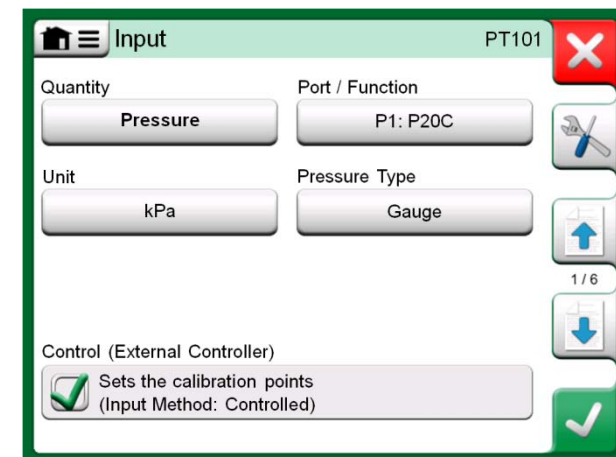 Input
PT101
Quantity
Port / Function
Pressure
P1: P20C
Unit
Pressure Type
kPa
Gauge
1 / 6
Control (External Controller)
Sets the calibration points
(Input Method: Controlled)